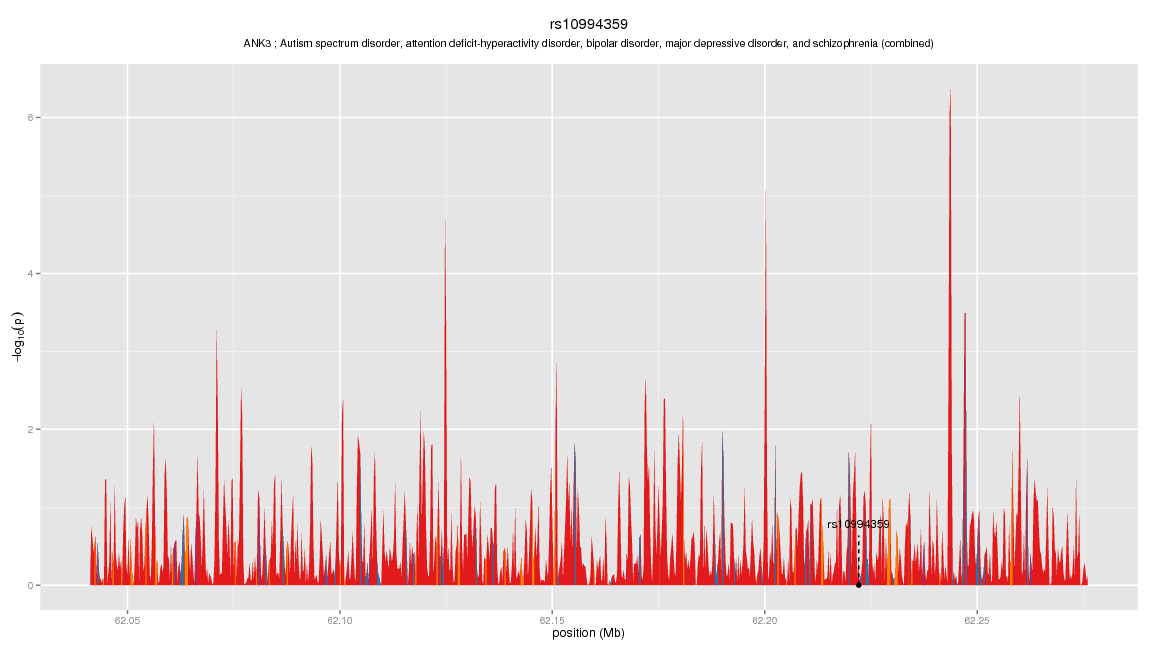 rs10994359
ANK3 ; Autism spectrum disorder, attention deficit-hyperactivity disorder, bipolar disorder, major depressive disorder, and schizophrenia (combined)
6
4
2
0
−log10(p)
rs10994359
62.05 62.10 62.15 62.20 62.25
position (Mb)